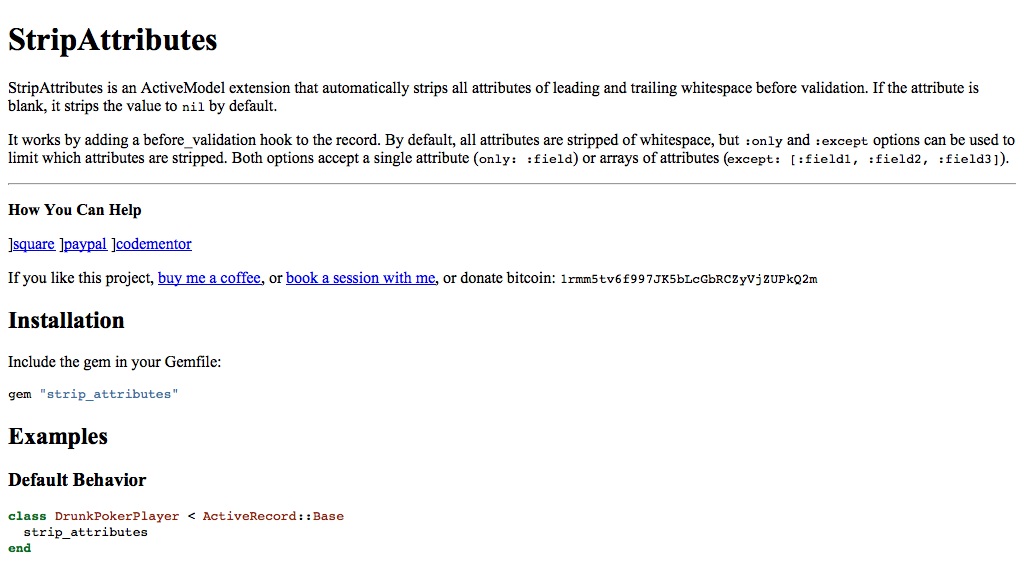 StripAttributes
StripAttributes is an ActiveModel extension that automatically strips all attributes of leading and trailing whitespace before validation. If the attribute is
blank, it strips the value to nil by default.
It works by adding a before_validation hook to the record. By default, all attributes are stripped of whitespace, but :only and :except options can be used to
limit which attributes are stripped. Both options accept a single attribute (only: :field) or arrays of attributes (except: [:field1, :field2, :field3]).
How You Can Help
]square ]paypal ]codementor
If you like this project, buy me a coffee, or book a session with me, or donate bitcoin: 1rmm5tv6f997JK5bLcGbRCZyVjZUPkQ2m
Installation
Include the gem in your Gemfile:
gem "strip_attributes"
Examples
Default Behavior
class DrunkPokerPlayer < ActiveRecord::Base
  strip_attributes
end